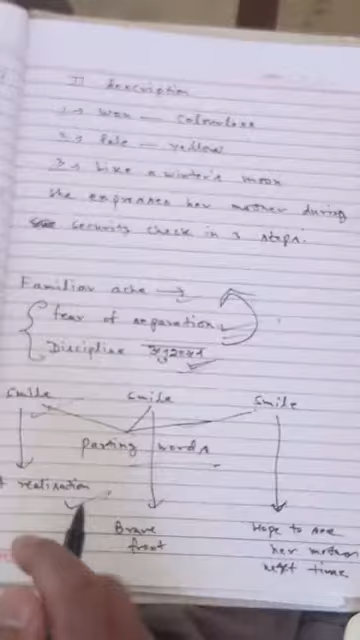 II Description
1 → Wan — colourless
2 → Pale — yellow
3 → Like a winter's moon
She expresses her mother during
security check in 3 steps.
Familiar ache →
fear of separation
Discipline
Smile Smile Smile
parting words
realisation
Brave Hope to see
front her mother
next time